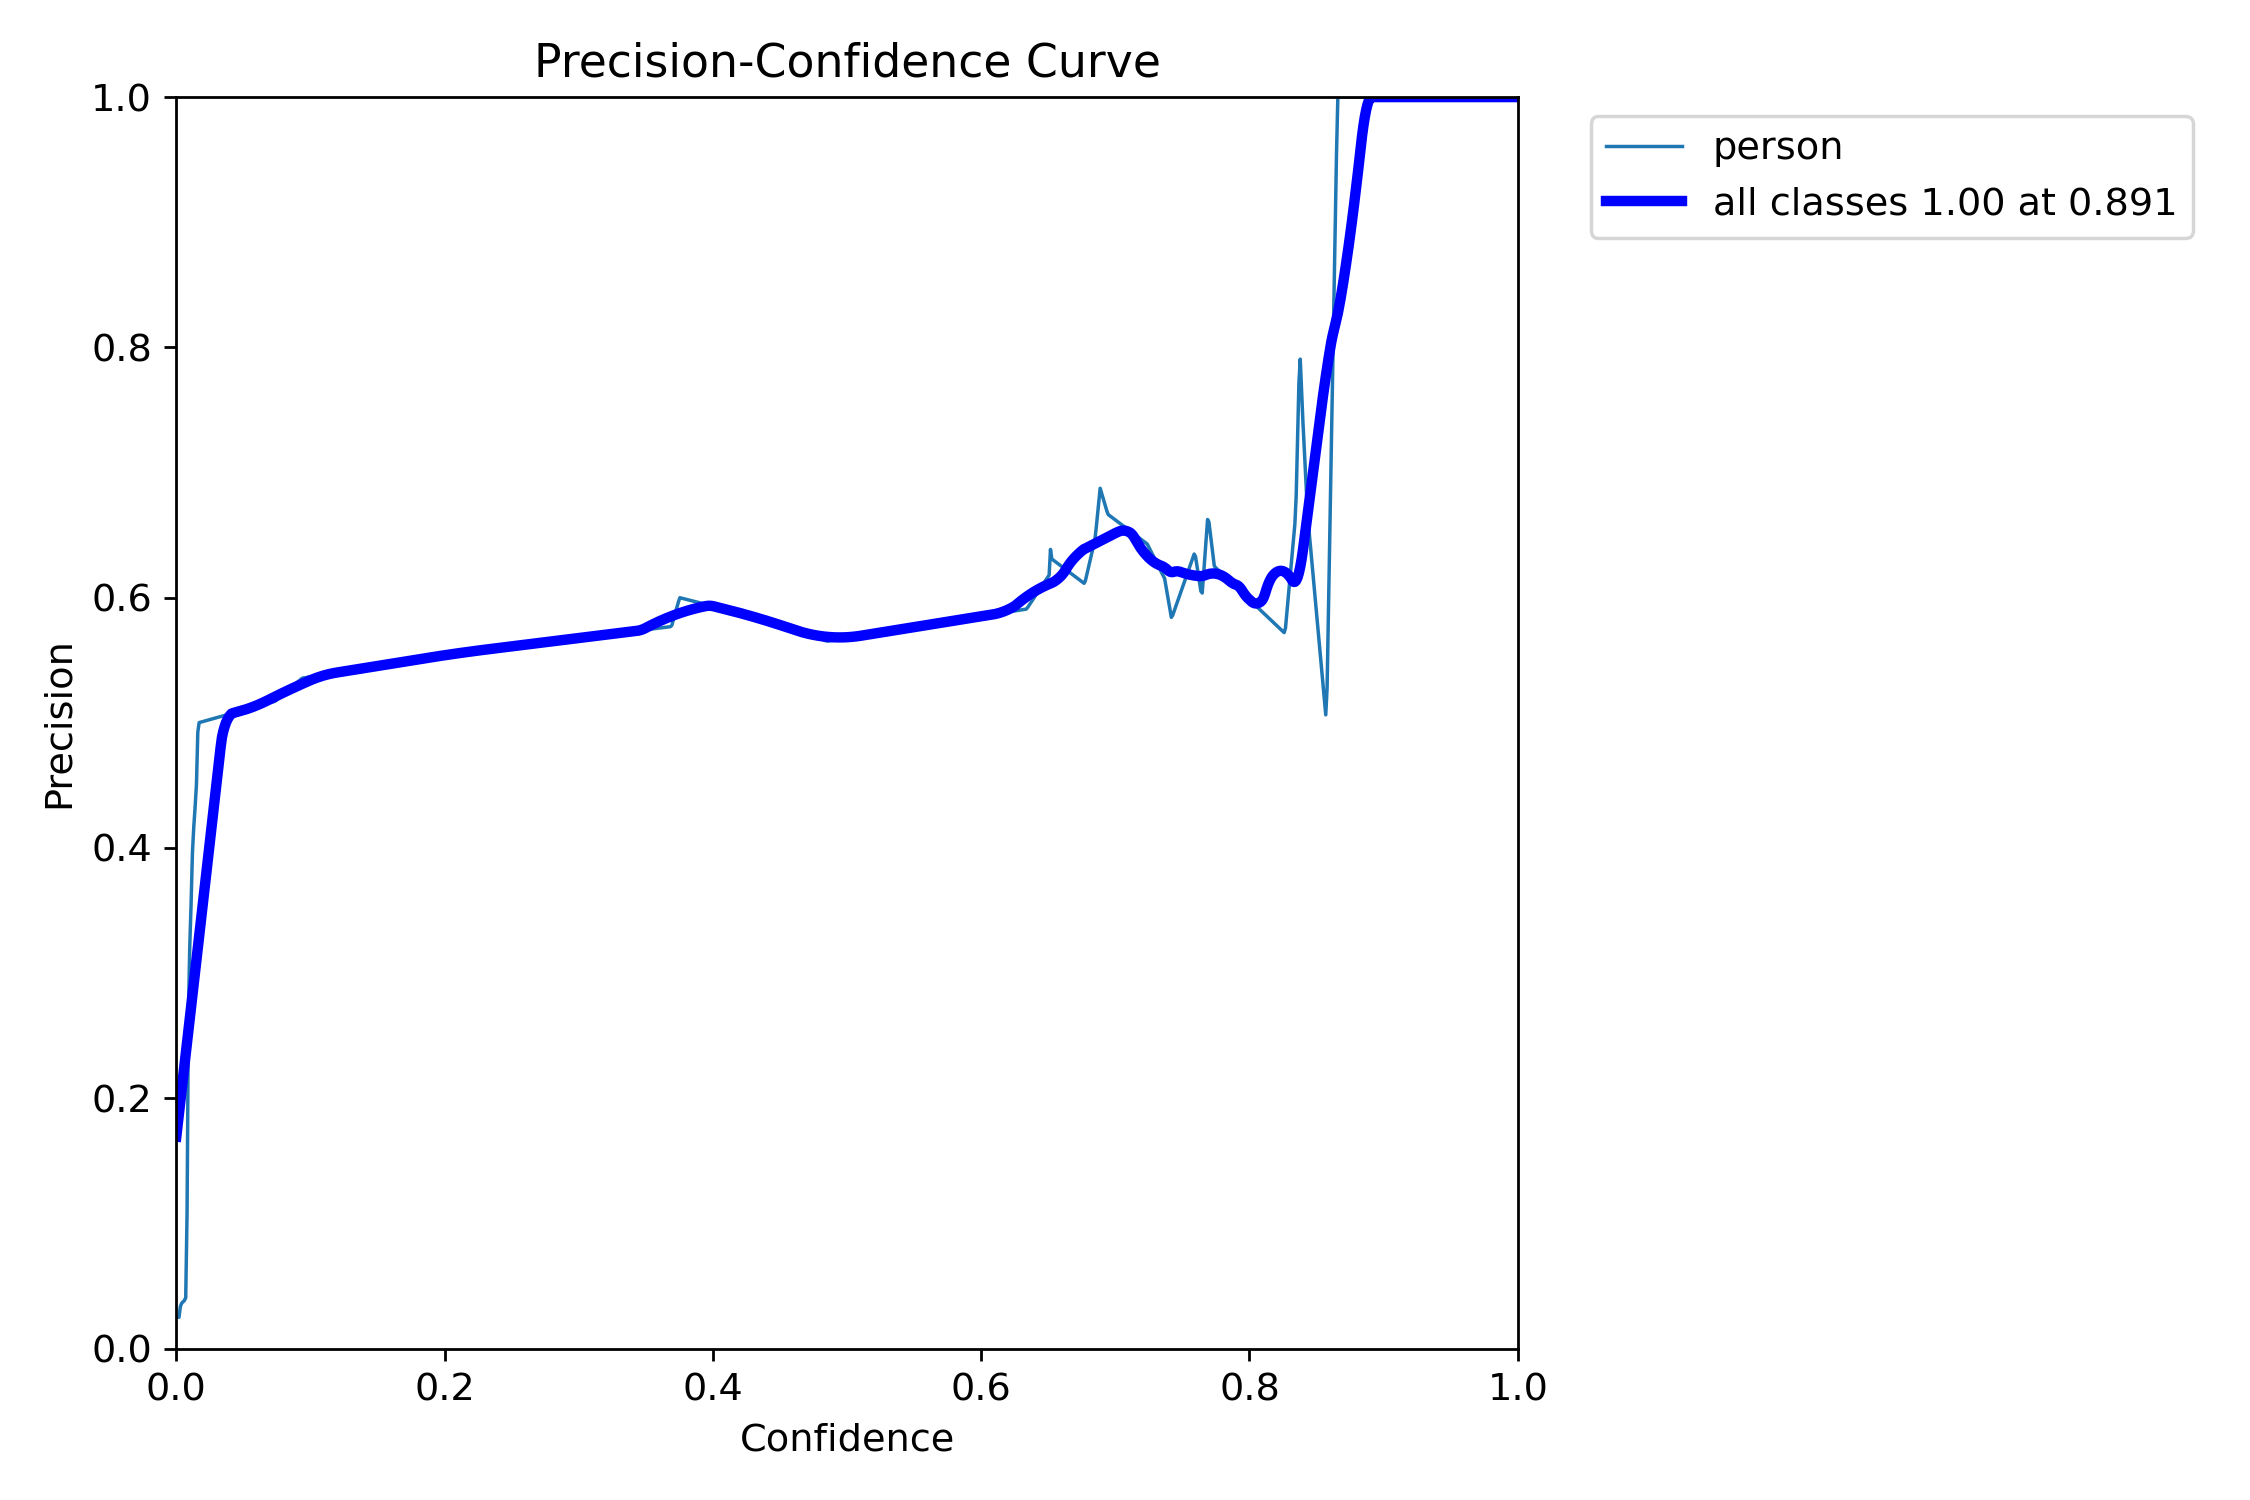 Precision-Confidence Curve
1.0
0.8
0.6
0.4
0.2
0.0
Precision
0.0 0.2 0.4 0.6 0.8 1.0
Confidence
person
all classes 1.00 at 0.891